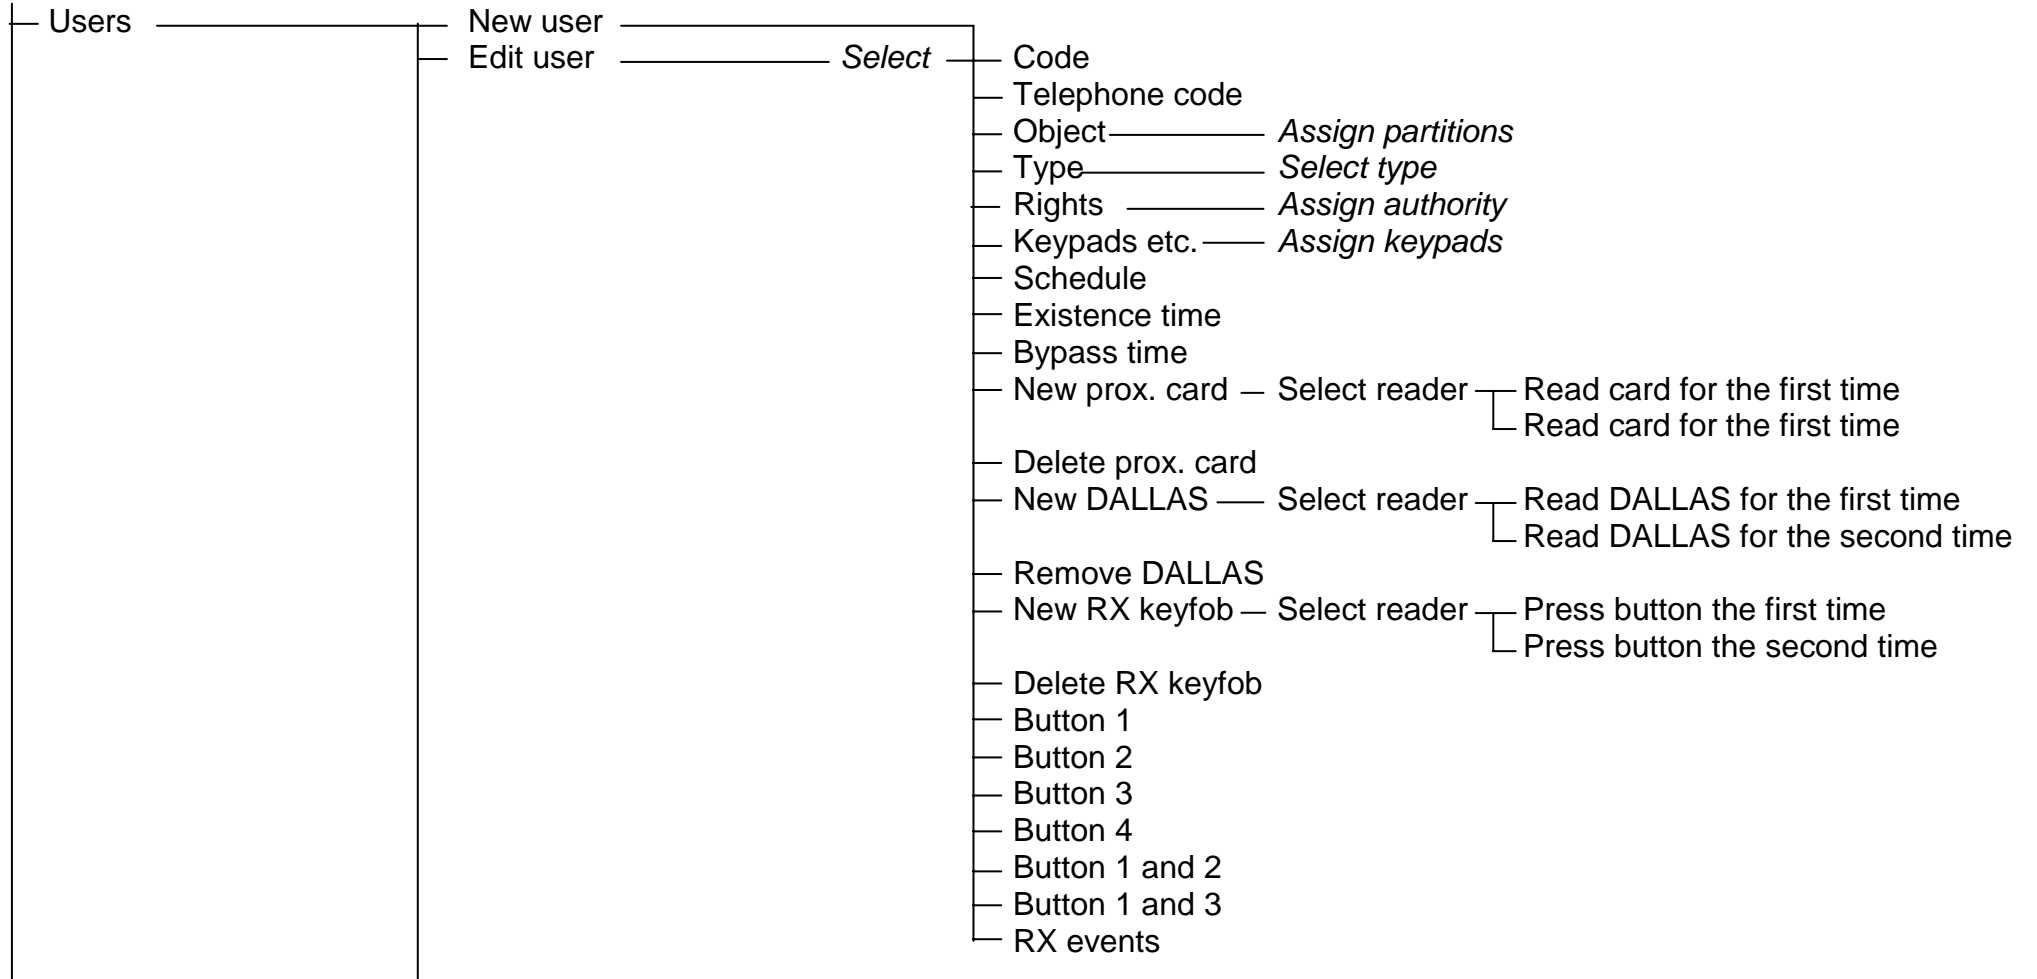 Users New user
Edit user Select Code
Telephone code
Object Assign partitions
Type Select type
Rights Assign authority
Keypads etc. Assign keypads
Schedule
Existence time
Bypass time
New prox. card Select reader Read card for the first time
Read card for the first time
Delete prox. card
New DALLAS Select reader Read DALLAS for the first time
Read DALLAS for the second time
Remove DALLAS
New RX keyfob Select reader Press button the first time
Press button the second time
Delete RX keyfob
Button 1
Button 2
Button 3
Button 4
Button 1 and 2
Button 1 and 3
RX events